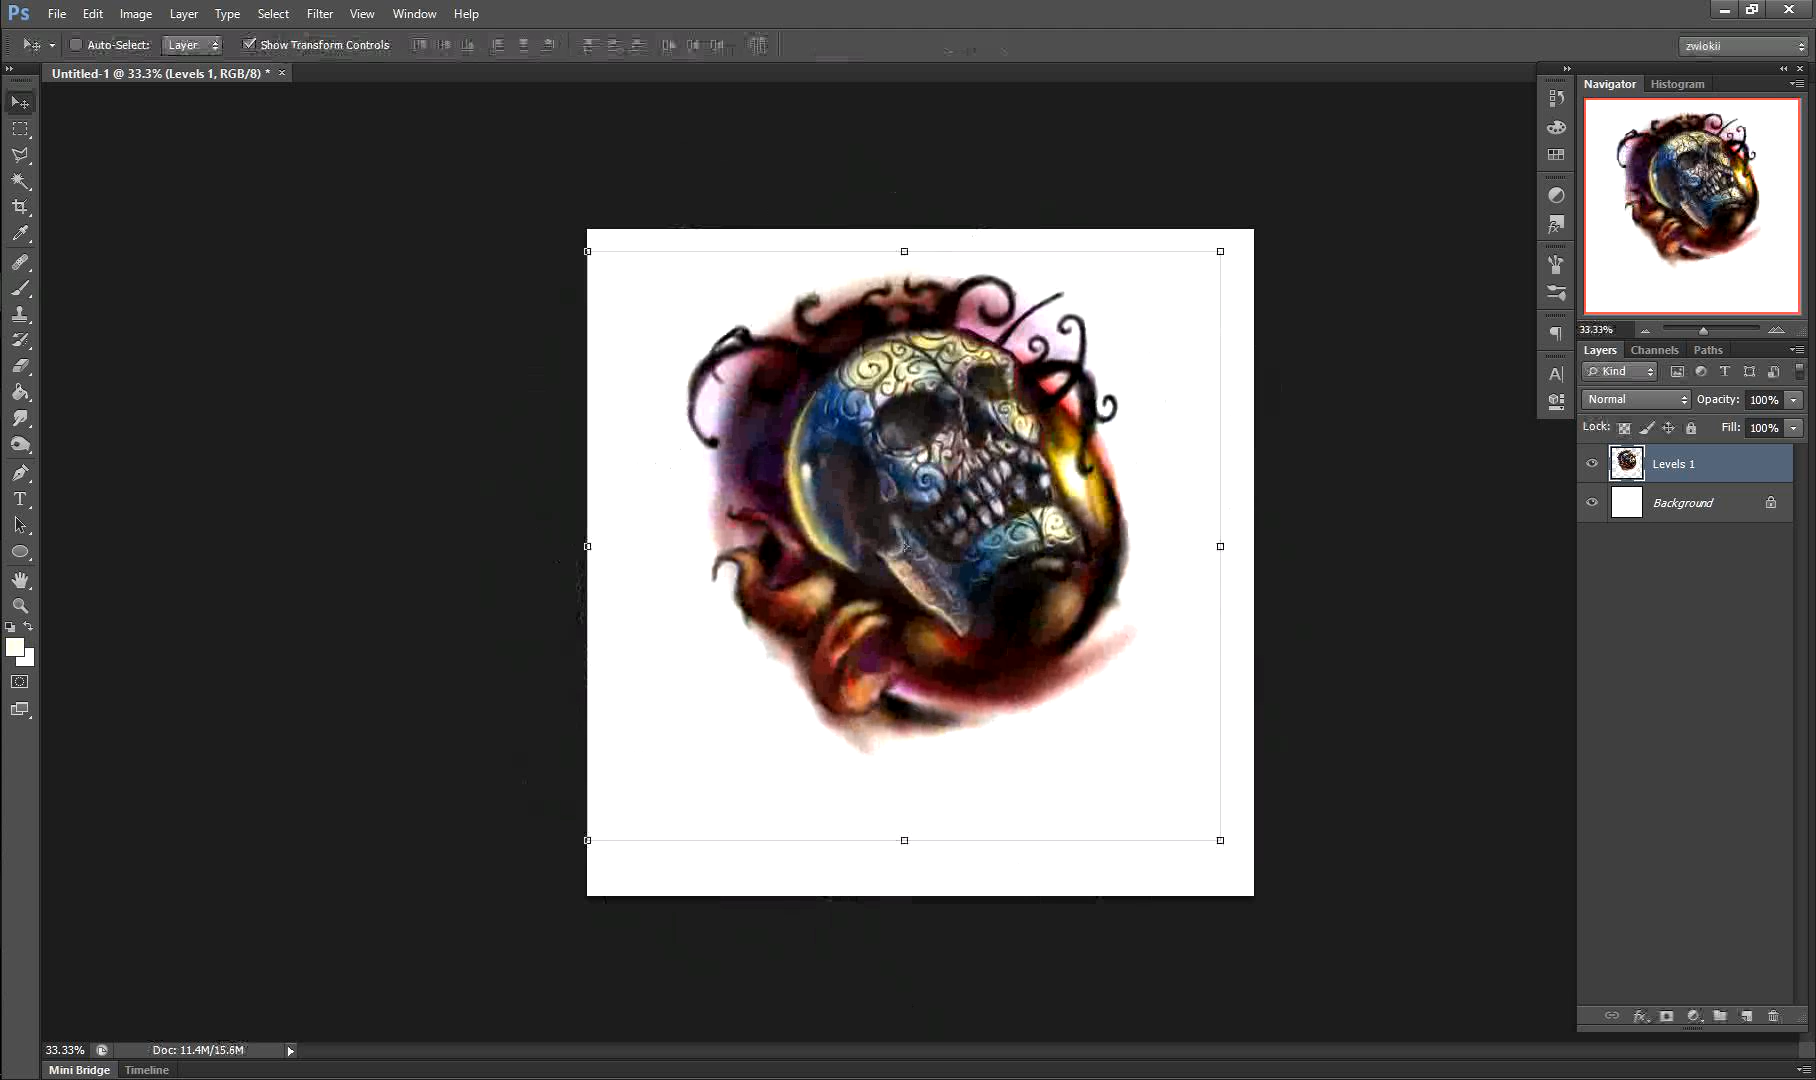 Ps File Edit Image Layer Type Select Filter View Window Help
Auto-Select: Layer Show Transform Controls zwlokii
Untitled-1 @ 33.3% (Levels 1, RGB/8) * ×
Navigator Histogram
33.33%
Layers Channels Paths
Kind
Normal Opacity: 100%
Lock: Fill: 100%
Levels 1
Background
33.33% Doc: 11.4M/15.6M
Mini Bridge Timeline